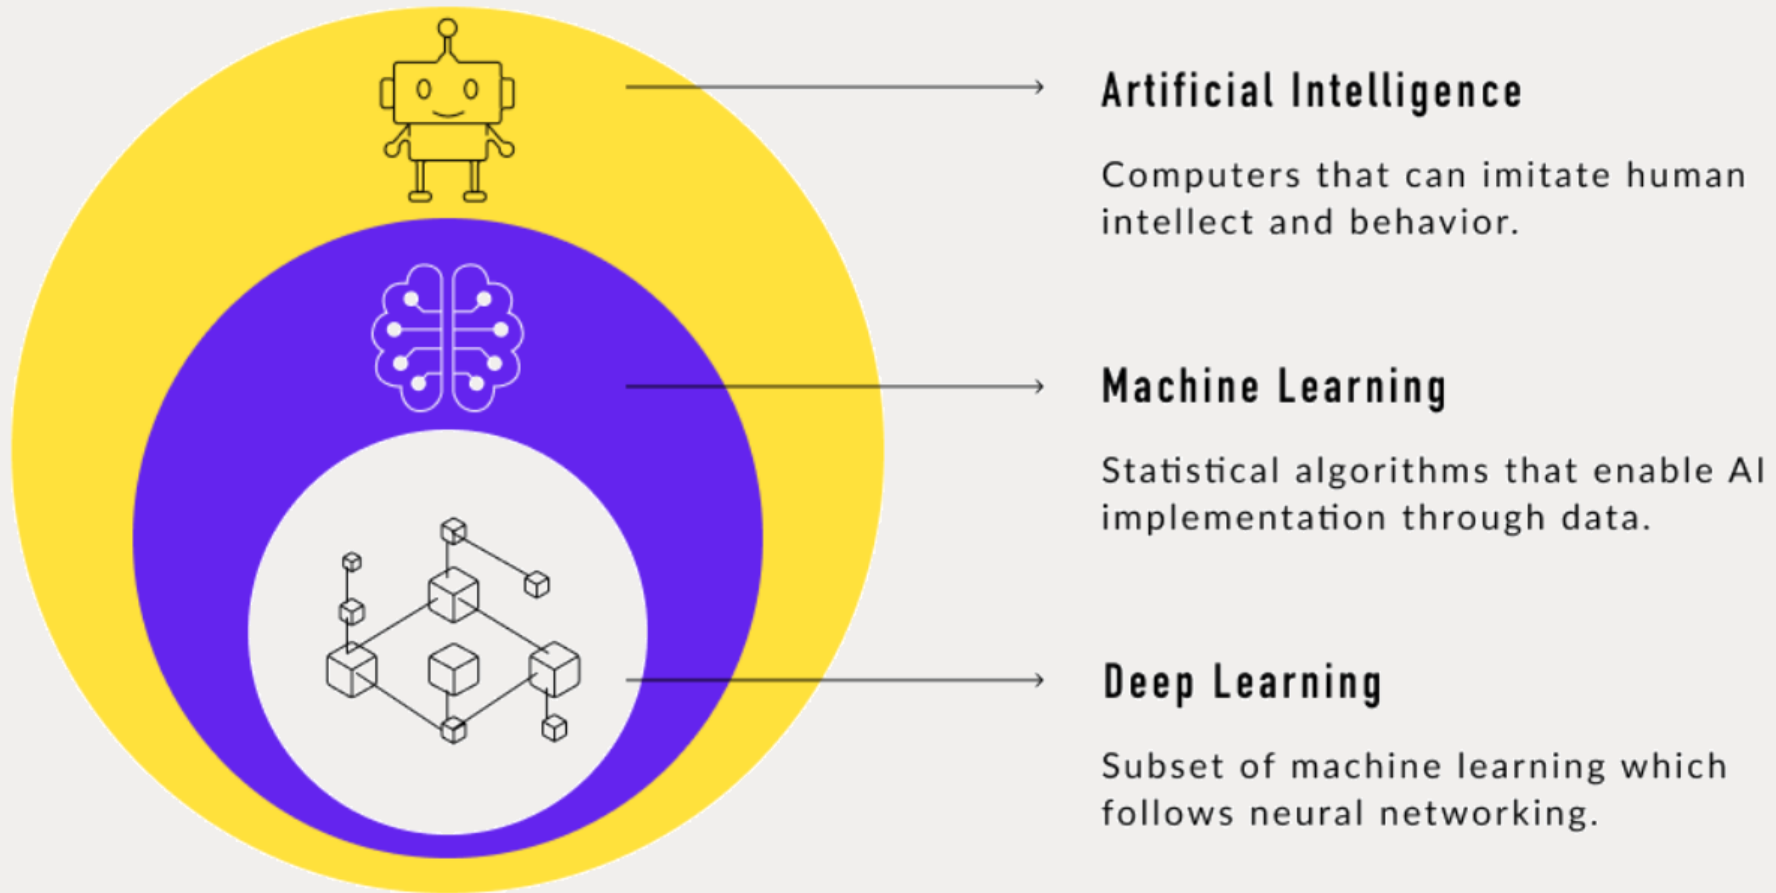 Artificial Intelligence
Computers that can imitate human
intellect and behavior.
Machine Learning
Statistical algorithms that enable AI
implementation through data.
Deep Learning
Subset of machine learning which
follows neural networking.